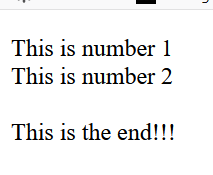 This is number 1
This is number 2
This is the end!!!